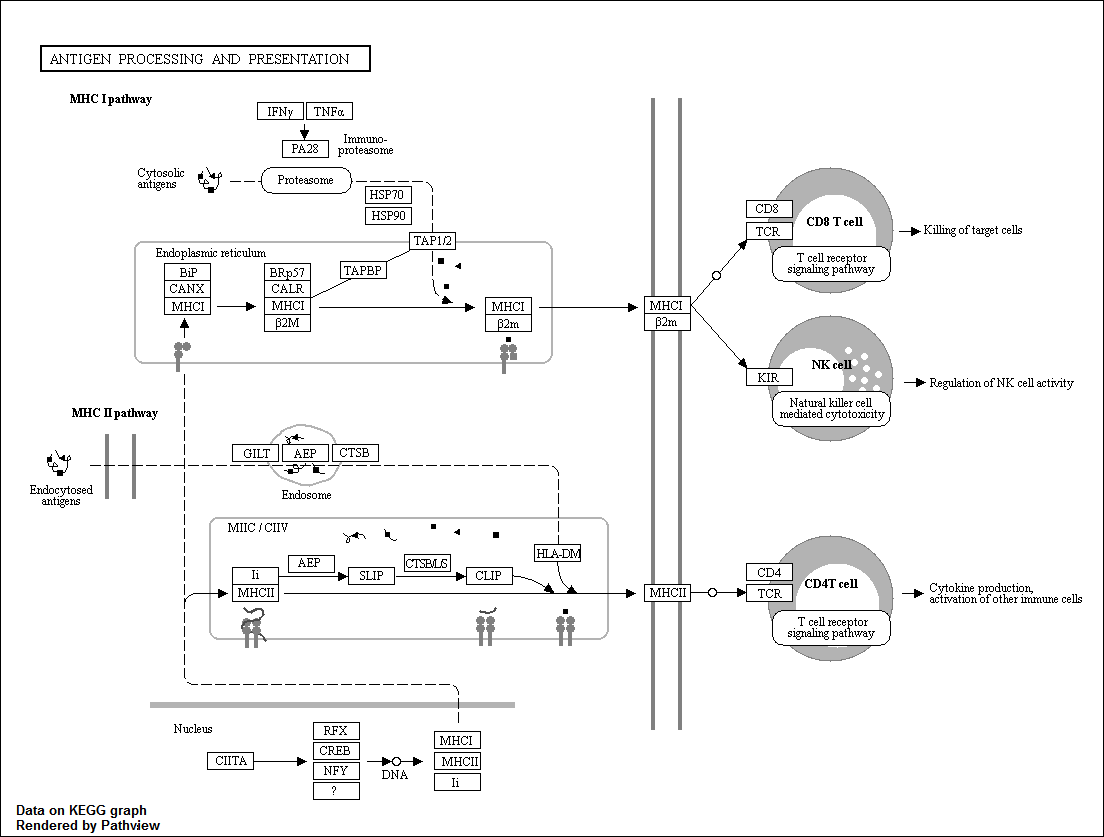 ANTIGEN PROCESSING AND PRESENTATION
MHC I pathway
IFNγ
TNFα
PA28
Immuno-
proteasome
Cytosolic
antigens
Proteasome
HSP70
HSP90
TAP1/2
Endoplasmic reticulum
BiP
CANX
MHCI
BRp57
CALR
MHCI
β2M
TAPBP
MHCI
β2m
MHCI
β2m
CD8
TCR
CD8 T cell
T cell receptor
signaling pathway
Killing of target cells
KIR
NK cell
Natural killer cell
mediated cytotoxicity
Regulation of NK cell activity
MHC II pathway
Endocytosed
antigens
GILT
AEP
CTSB
Endosome
MIIC / CIIV
Ii
MHCII
AEP
SLIP
CTSB/L/S
CLIP
HLA-DM
MHCII
CD4
TCR
CD4T cell
T cell receptor
signaling pathway
Cytokine production,
activation of other immune cells
Nucleus
CIITA
RFX
CREB
NFY
?
DNA
MHCI
MHCII
Ii
Data on KEGG graph
Rendered by Pathview